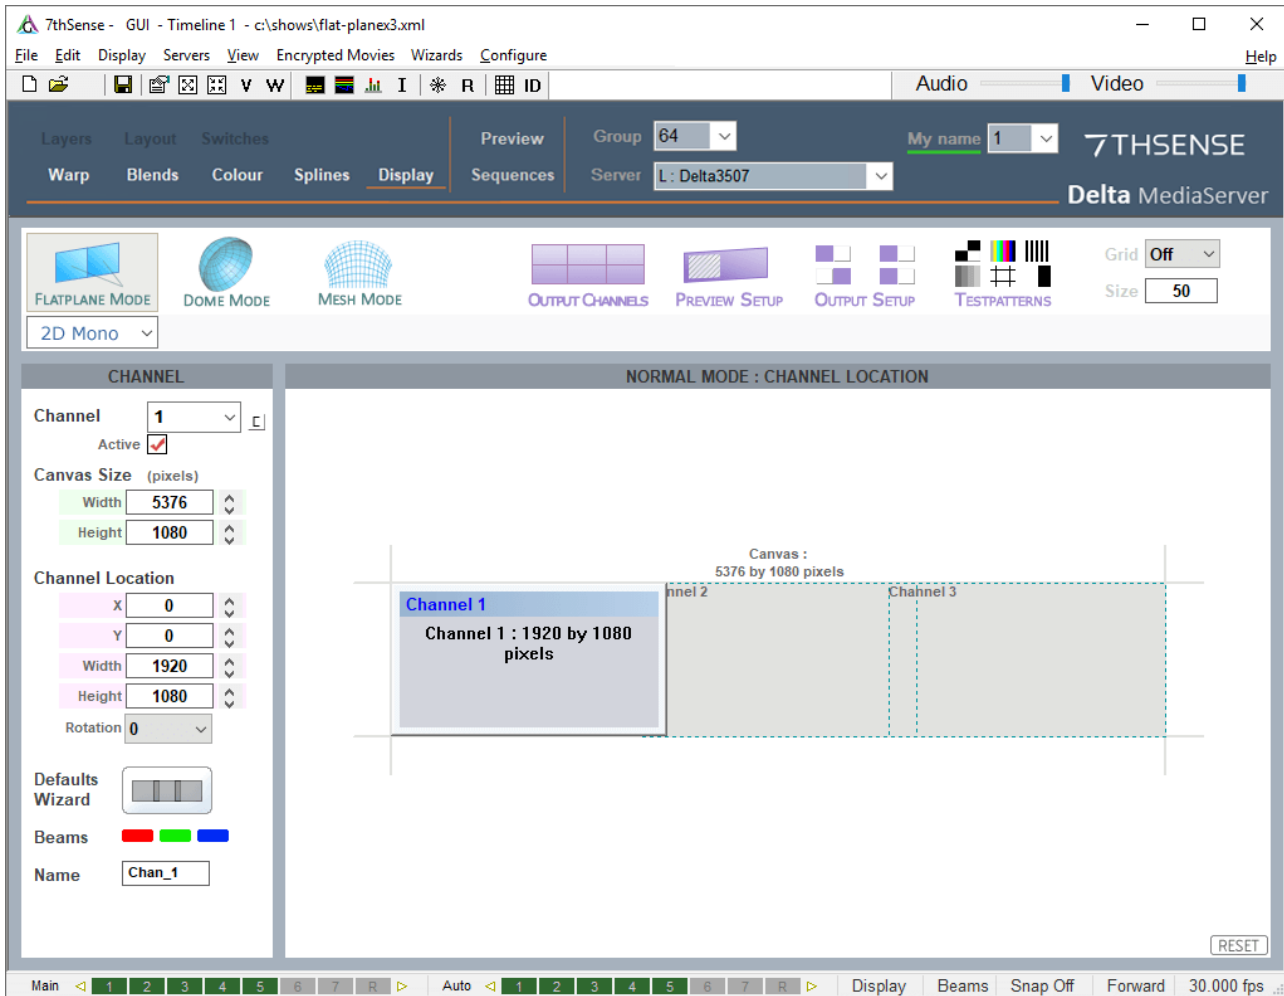 7thSense - GUI - Timeline 1 - c:\shows\flat-planex3.xml
File Edit Display Servers View Encrypted Movies Wizards Configure Help
V W I R ID Audio Video
Layers Layout Switches Preview Group 64 My name 1 7THSENSE
Warp Blends Colour Splines Display Sequences Server L : Delta3507
Delta MediaServer
FLATPLANE MODE DOME MODE MESH MODE OUTPUT CHANNELS PREVIEW SETUP OUTPUT SETUP TESTPATTERNS
Grid Off
Size 50
2D Mono
CHANNEL
Channel 1
Active
Canvas Size (pixels)
Width 5376
Height 1080
Channel Location
X 0
Y 0
Width 1920
Height 1080
Rotation 0
Defaults
Wizard
Beams
Name Chan_1
NORMAL MODE : CHANNEL LOCATION
Canvas :
5376 by 1080 pixels
Channel 1 nnel 2 Channel 3
Channel 1 : 1920 by 1080
pixels
RESET
Main 1 2 3 4 5 6 7 R Auto 1 2 3 4 5 6 7 R Display Beams Snap Off Forward 30.000 fps